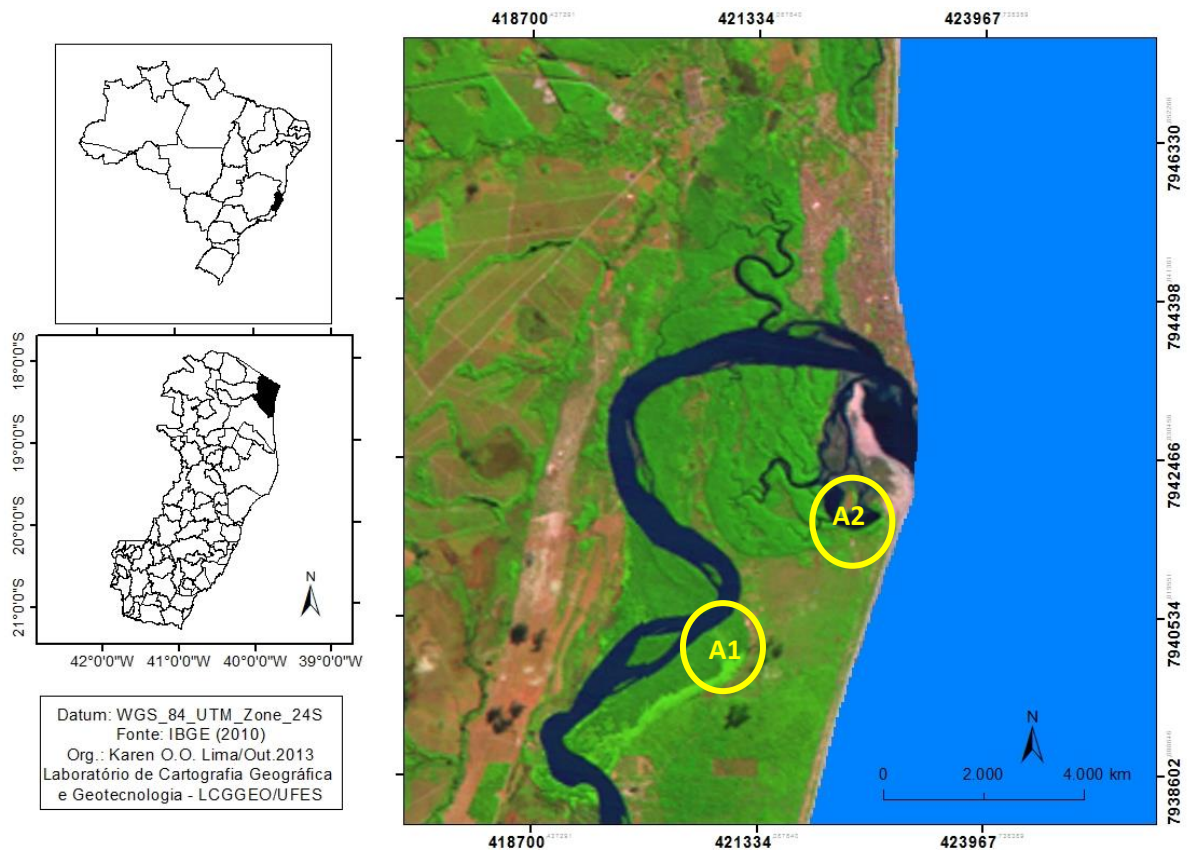 418700
421334
423967
7946330
7944398
7942466
7940534
7938602
A2
A1
N
0 2 000 4 000 km
418700
421334
423967
18°0'0"S
19°0'0"S
20°0'0"S
21°0'0"S
N
42°0'0"W 41°0'0"W 40°0'0"W 39°0'0"W
Datum: WGS_84_UTM_Zone_24S
Fonte: IBGE (2010)
Org.: Karen O.O. Lima/Out.2013
Laboratório de Cartografia Geográfica
e Geotecnologia - LCGGEO/UFES